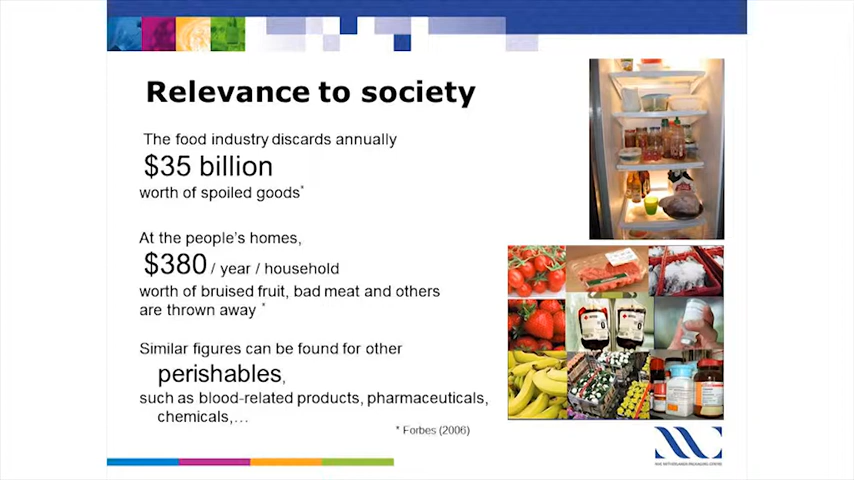 Relevance to society
The food industry discards annually
$35 billion
worth of spoiled goods*
At the people's homes,
$380 / year / household
worth of bruised fruit, bad meat and others
are thrown away *
Similar figures can be found for other
perishables,
such as blood-related products, pharmaceuticals,
chemicals,...
* Forbes (2006)